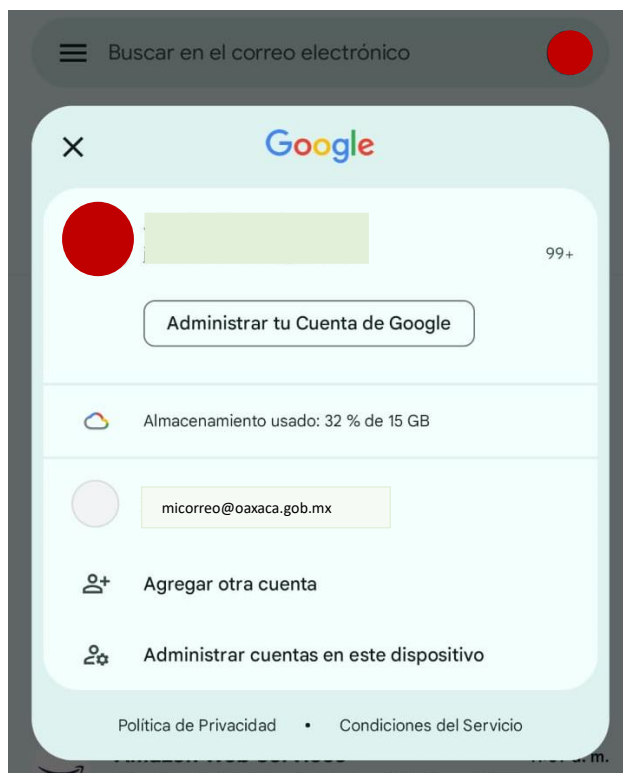 Buscar en el correo electrónico
Google
99+
Administrar tu Cuenta de Google
Almacenamiento usado: 32 % de 15 GB
micorreo@oaxaca.gob.mx
Agregar otra cuenta
Administrar cuentas en este dispositivo
Política de Privacidad • Condiciones del Servicio